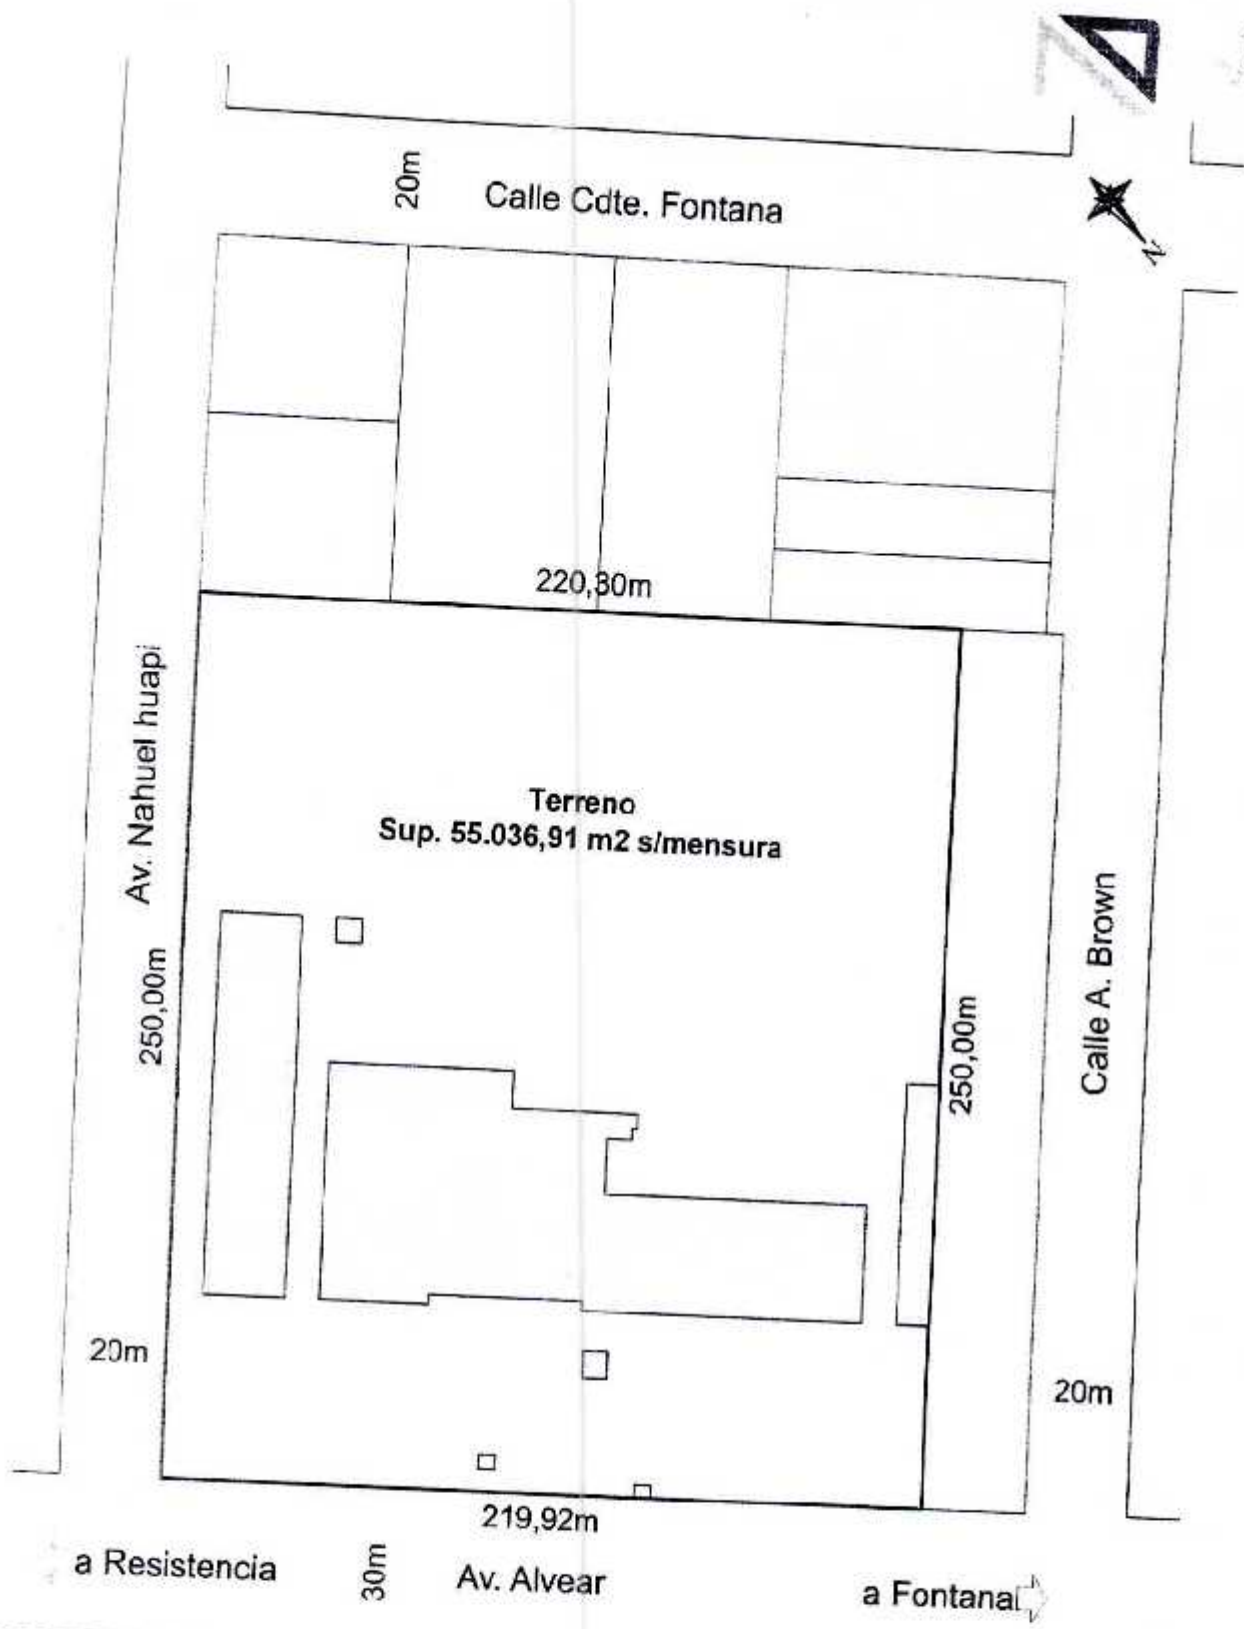 N
20m
Calle Cdte. Fontana
220,30m
Av. Nahuel huapi
Terreno
Sup. 55.036,91 m2 s/mensura
250,00m
Calle A. Brown
250,00m
20m
20m
219,92m
a Resistencia
30m
Av. Alvear
a Fontana